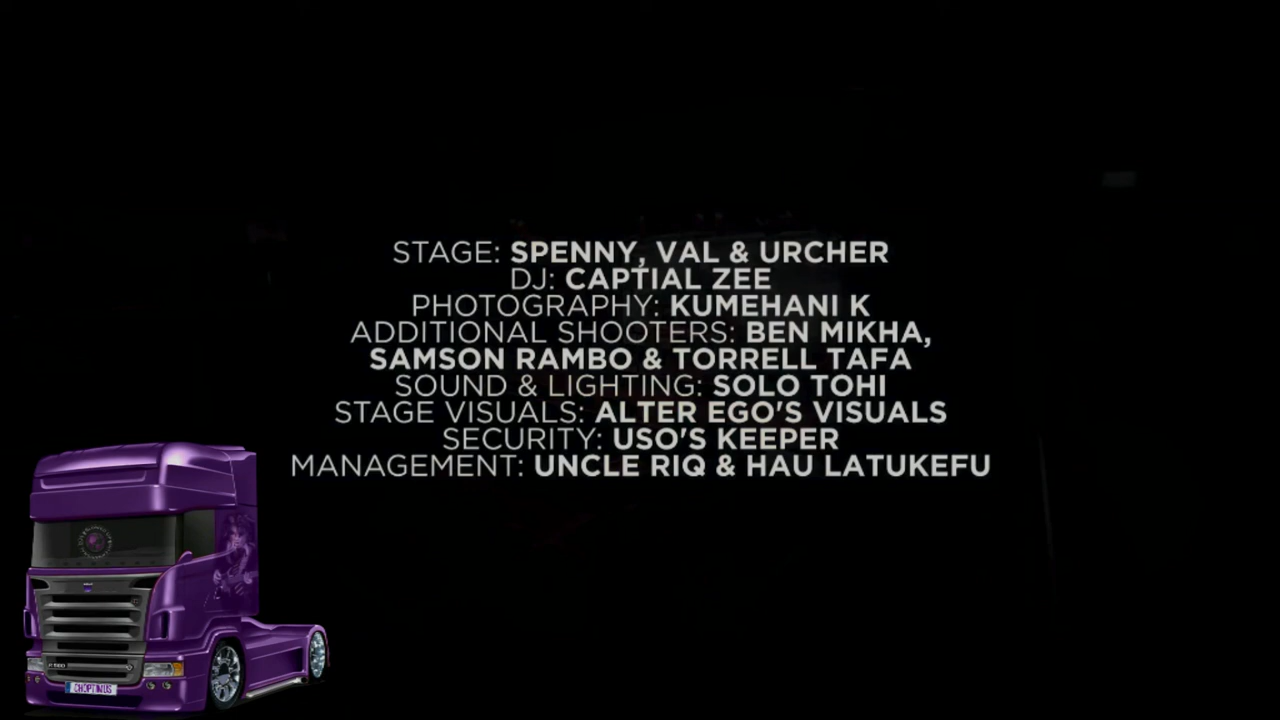 STAGE: SPENNY, VAL & URCHER
DJ: CAPTIAL ZEE
PHOTOGRAPHY: KUMEHANI K
ADDITIONAL SHOOTERS: BEN MIKHA,
SAMSON RAMBO & TORRELL TAFA
SOUND & LIGHTING: SOLO TOHI
STAGE VISUALS: ALTER EGO'S VISUALS
SECURITY: USO'S KEEPER
MANAGEMENT: UNCLE RIQ & HAU LATUKEFU
CHOPTIMUS